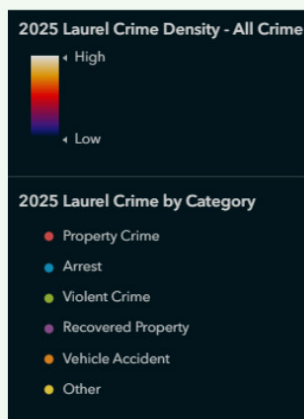 2025 Laurel Crime Density - All Crime
High
Low
2025 Laurel Crime by Category
Property Crime
Arrest
Violent Crime
Recovered Property
Vehicle Accident
Other